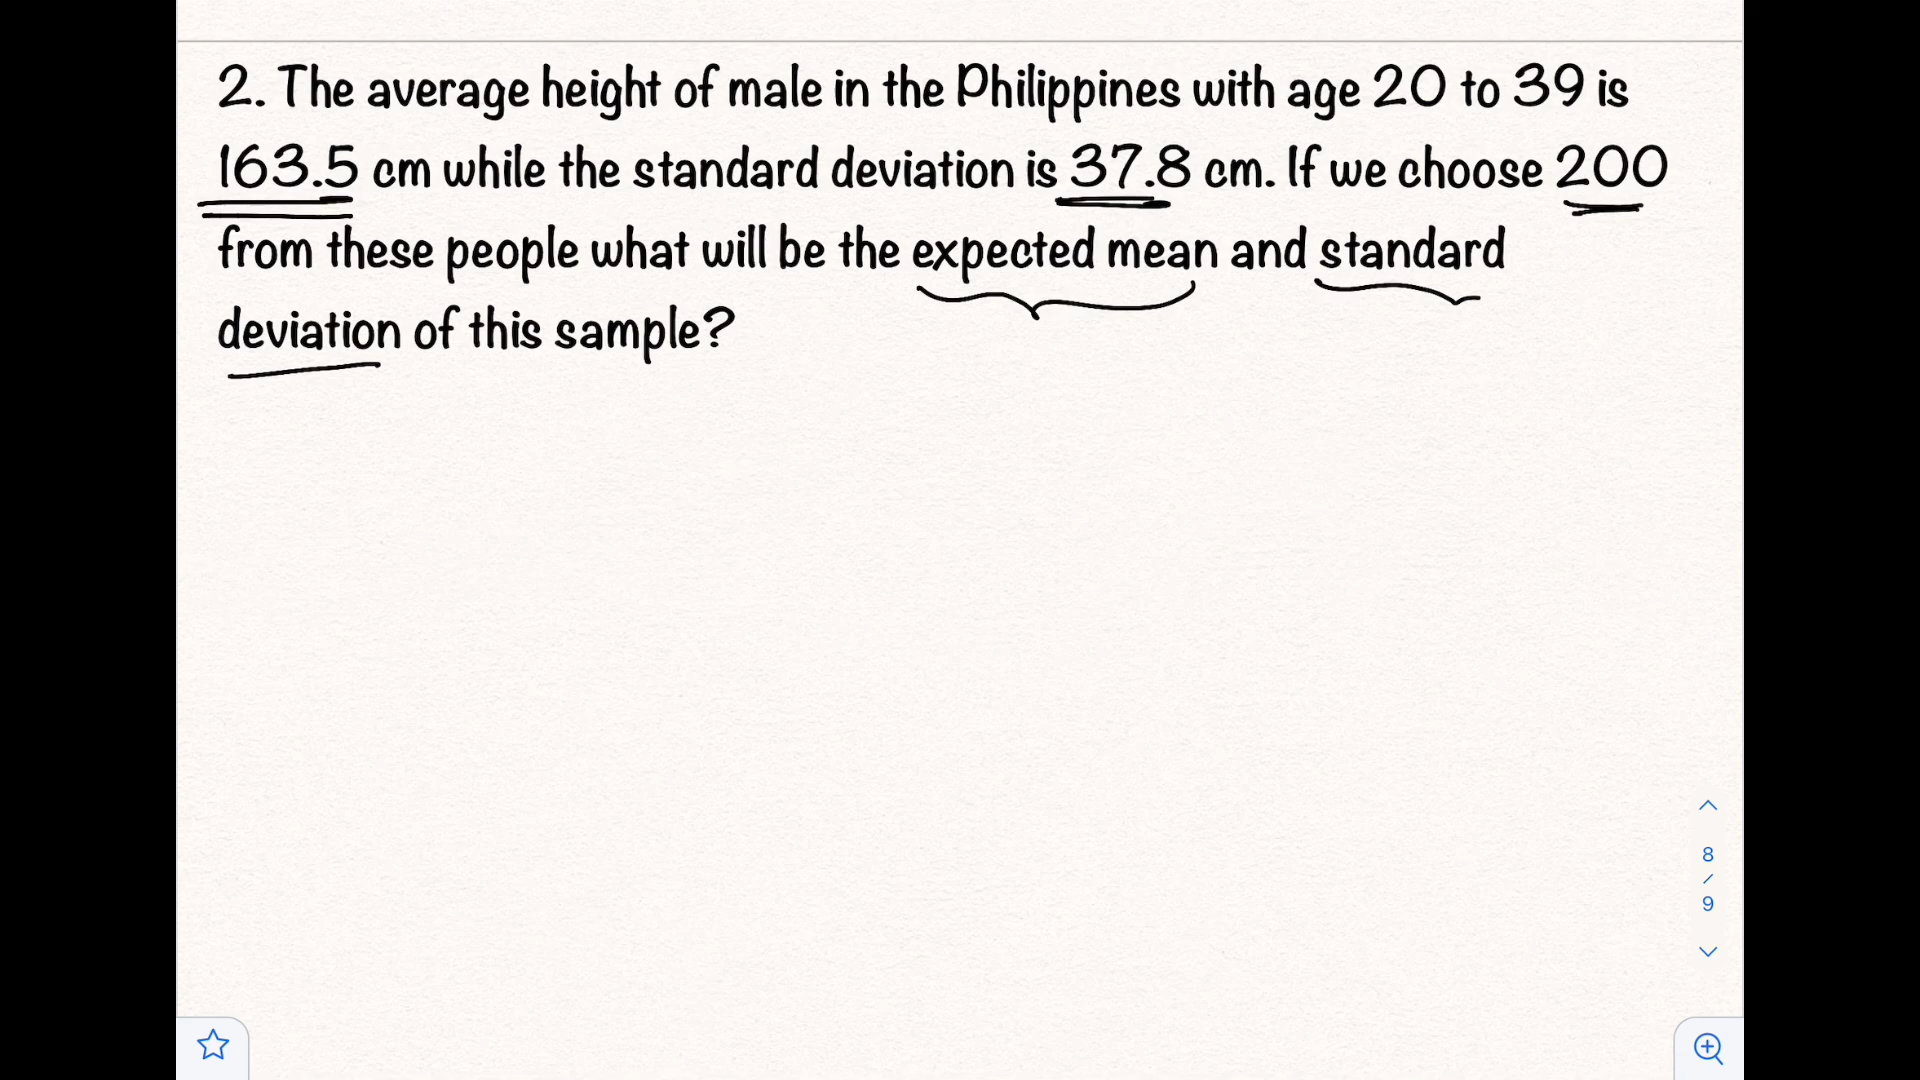 2. The average height of male in the Philippines with age 20 to 39 is
163.5 cm while the standard deviation is 37.8 cm. If we choose 200
from these people what will be the expected mean and standard
deviation of this sample?
8
/
9